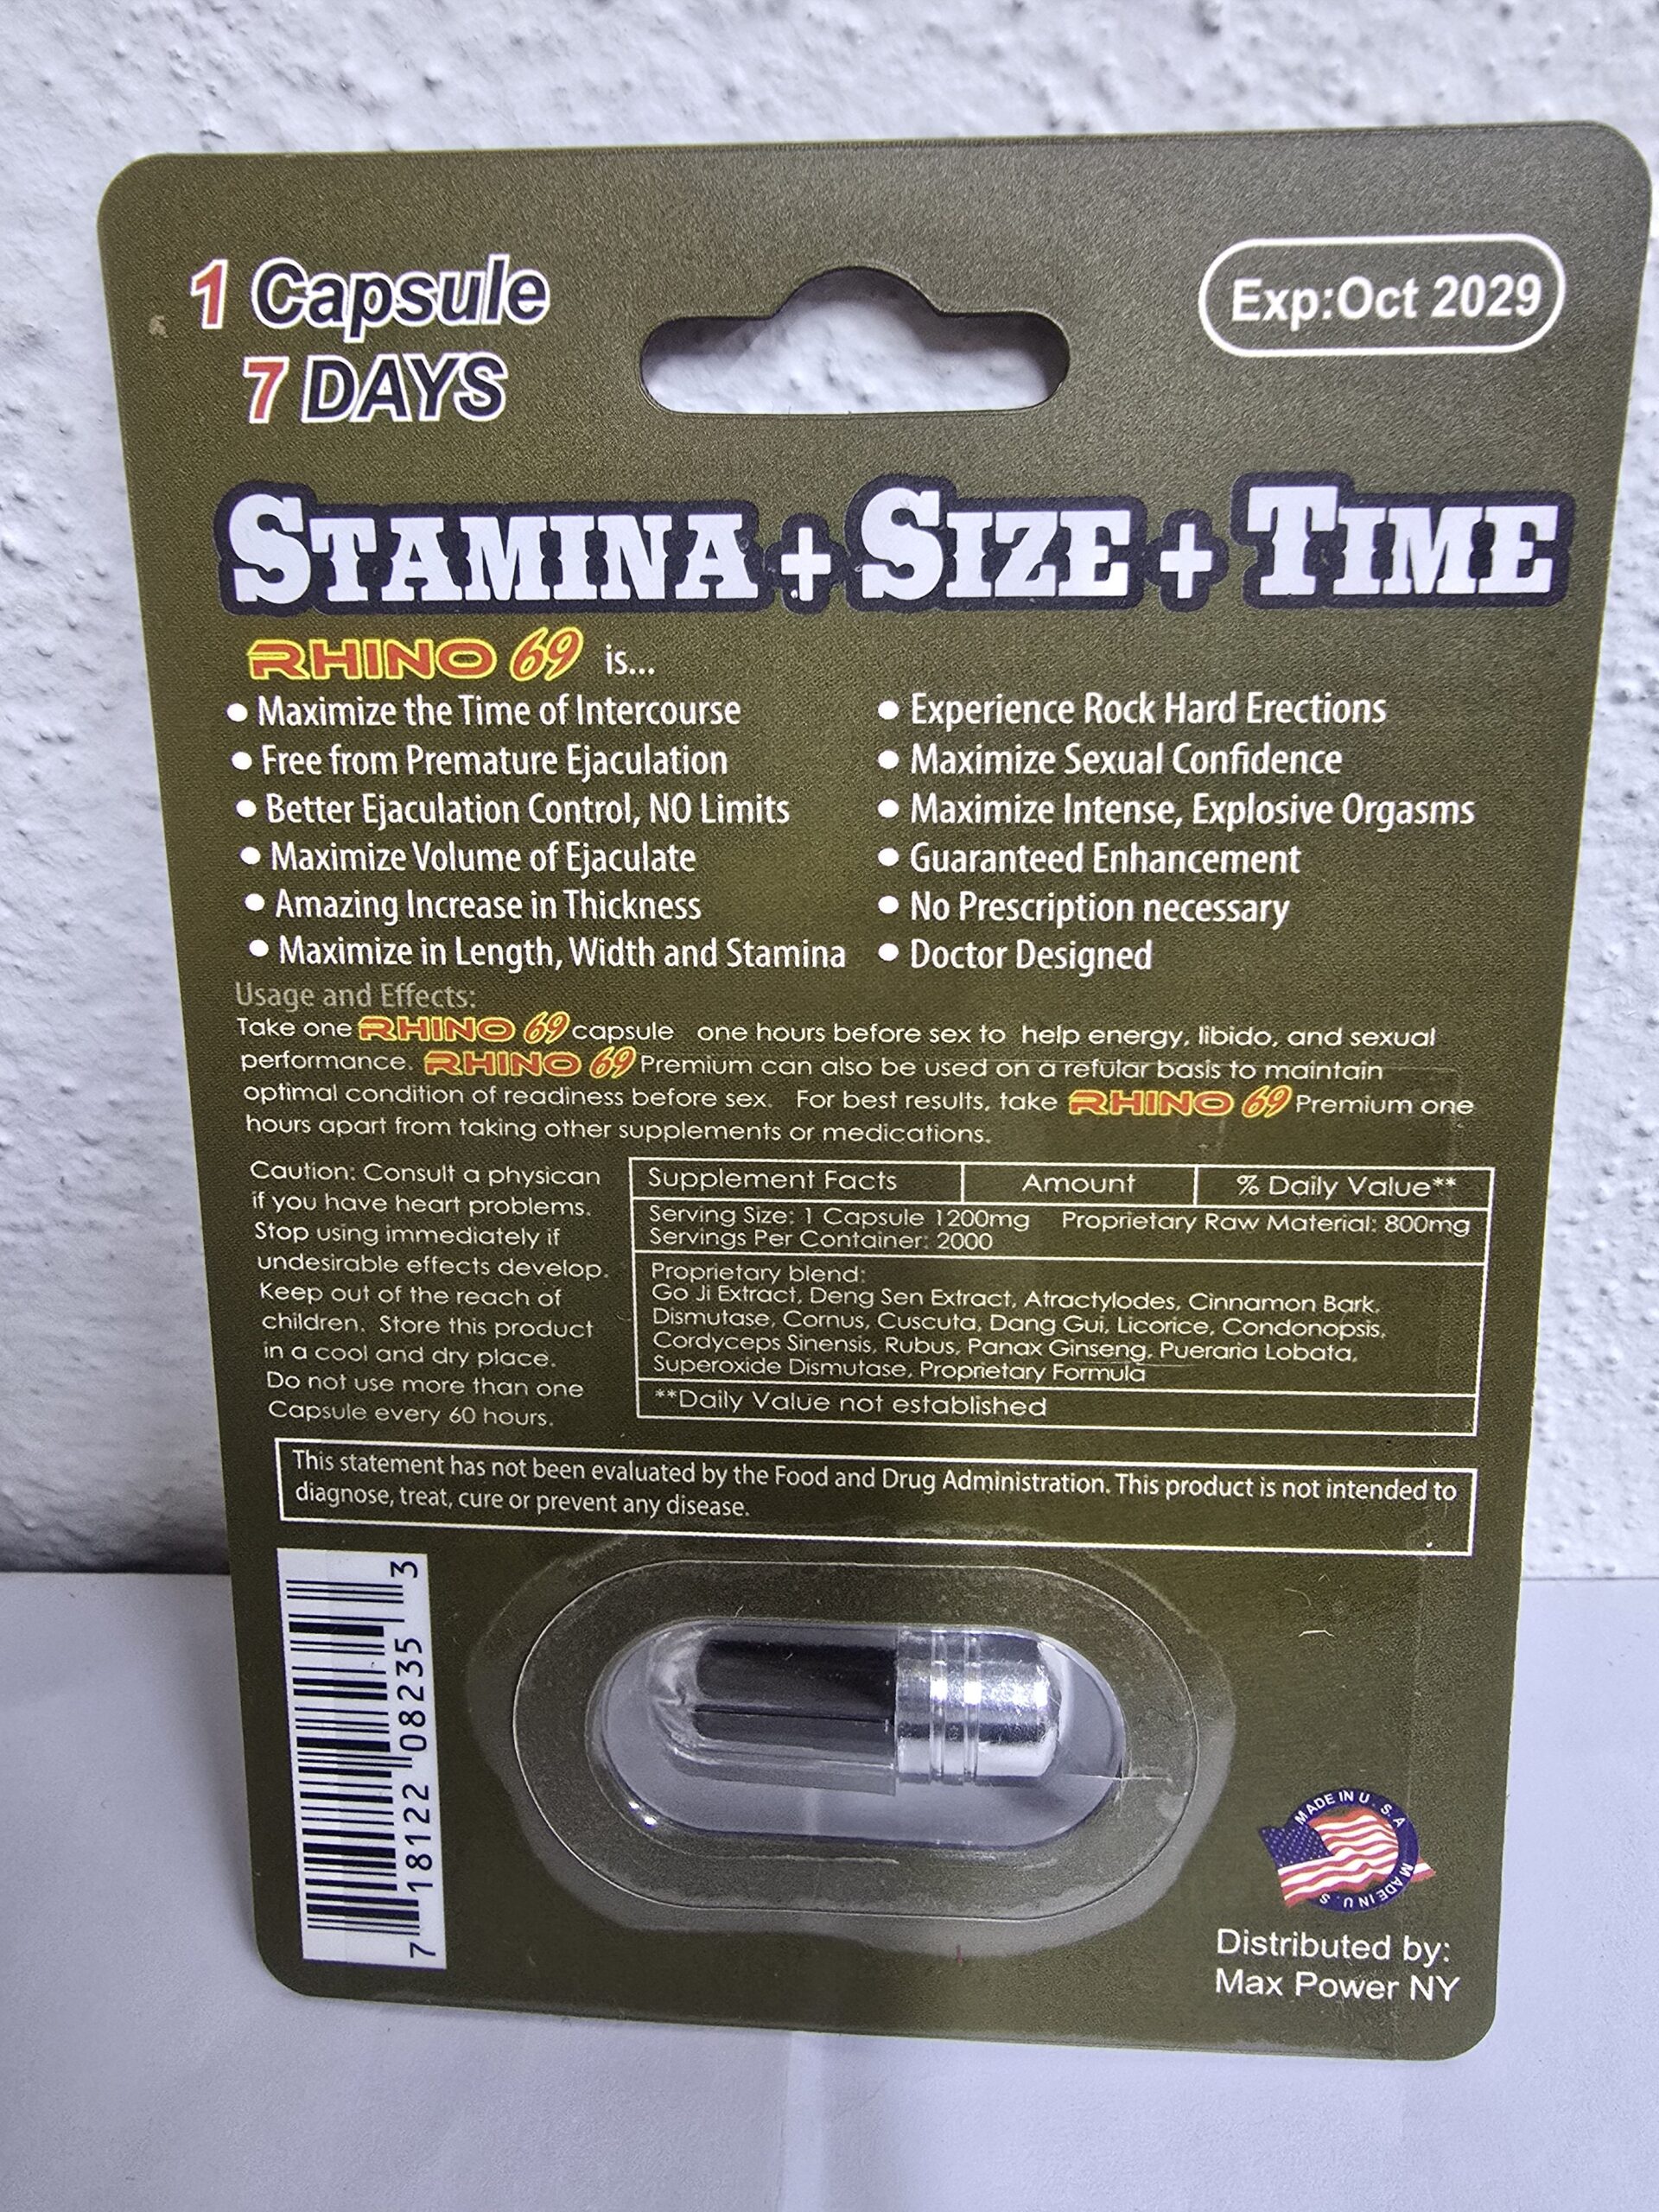 1 Capsule
7 DAYS
Exp:Oct 2029
STAMINA + SIZE + TIME
RHINO 69 is...
• Maximize the Time of Intercourse
• Free from Premature Ejaculation
• Better Ejaculation Control, NO Limits
• Maximize Volume of Ejaculate
• Amazing Increase in Thickness
• Maximize in Length, Width and Stamina
• Experience Rock Hard Erections
• Maximize Sexual Confidence
• Maximize Intense, Explosive Orgasms
• Guaranteed Enhancement
• No Prescription necessary
• Doctor Designed
Usage and Effects:
Take one RHINO 69 capsule one hours before sex to help energy, libido, and sexual
performance. RHINO 69 Premium can also be used on a refular basis to maintain
optimal condition of readiness before sex. For best results, take RHINO 69 Premium one
hours apart from taking other supplements or medications.
Caution: Consult a physican
if you have heart problems.
Stop using immediately if
undesirable effects develop.
Keep out of the reach of
children. Store this product
in a cool and dry place.
Do not use more than one
Capsule every 60 hours.
Supplement Facts Amount % Daily Value**
Serving Size: 1 Capsule 1200mg Proprietary Raw Material: 800mg
Servings Per Container: 2000
Proprietary blend:
Go Ji Extract, Deng Sen Extract, Atractylodes, Cinnamon Bark,
Dismutase, Cornus, Cuscuta, Dang Gui, Licorice, Condonopsis,
Cordyceps Sinensis, Rubus, Panax Ginseng, Pueraria Lobata,
Superoxide Dismutase, Proprietary Formula
**Daily Value not established
This statement has not been evaluated by the Food and Drug Administration. This product is not intended to
diagnose, treat, cure or prevent any disease.
7 18122 08235 3
MADE IN U.S.A
MADE IN U.S
Distributed by:
Max Power NY